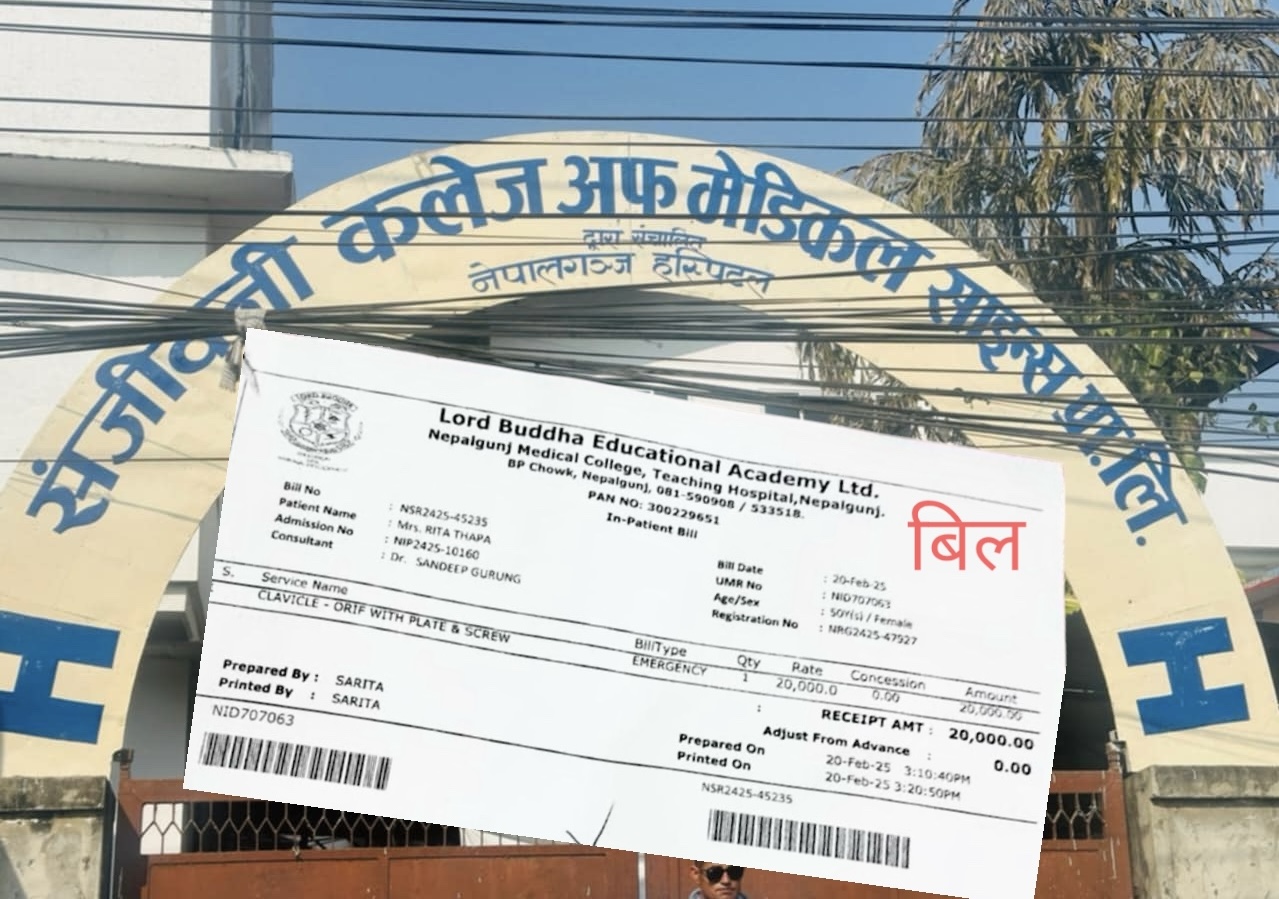 संजीवनी कलेज अफ मेडिकल साइन्स प्रा.लि.
द्वारा संचालित
नेपालगञ्ज हस्पिटल
H
H
Lord Buddha Educational Academy Ltd.
Nepalgunj Medical College, Teaching Hospital,Nepalgunj.
BP Chowk, Nepalgunj, 081-590908 / 533518.
PAN NO: 300229651
In-Patient Bill
बिल
Bill No : NSR2425-45235
Patient Name : Mrs. RITA THAPA
Admission No : NIP2425-10160
Consultant : Dr. SANDEEP GURUNG
Bill Date : 20-Feb-25
UMR No : NID707063
Age/Sex : 50Y(s) / Female
Registration No : NRG2425-47927
S. Service Name BillType Qty Rate Concession Amount
CLAVICLE - ORIF WITH PLATE & SCREW EMERGENCY 1 20,000.0 0.00 20,000.00
RECEIPT AMT : 20,000.00
Adjust From Advance : 0.00
Prepared By : SARITA
Printed By : SARITA
Prepared On 20-Feb-25 3:10:40PM
Printed On 20-Feb-25 3:20:50PM
NID707063
NSR2425-45235